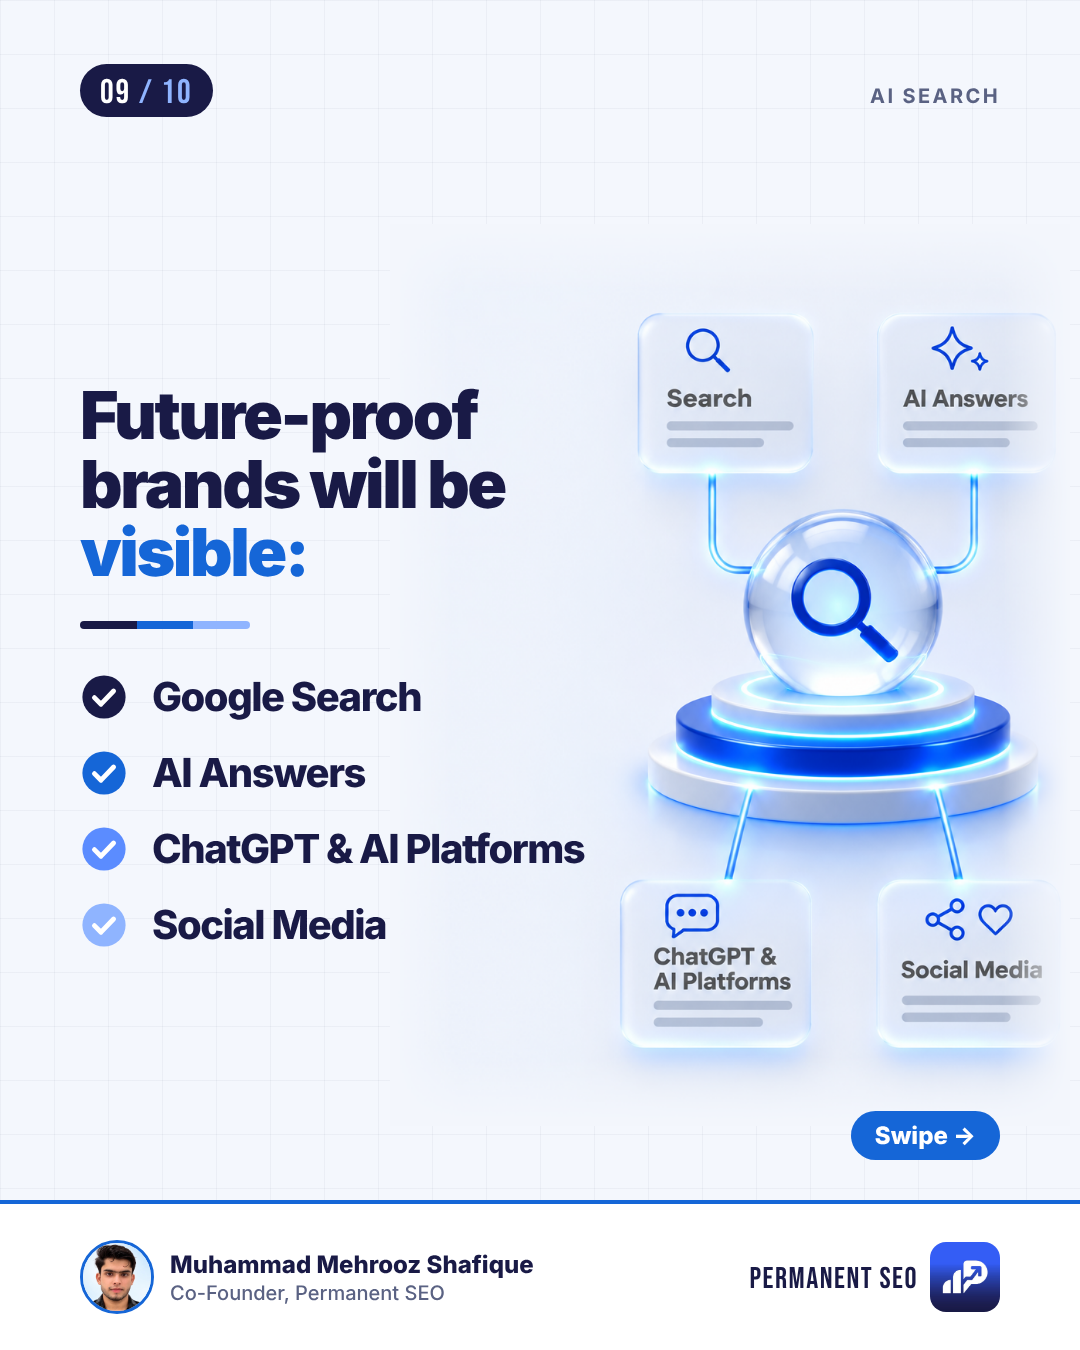 09 / 10
AI SEARCH
Future-proof
brands will be
visible:
Google Search
AI Answers
ChatGPT & AI Platforms
Social Media
Search
AI Answers
ChatGPT &
AI Platforms
Social Media
Swipe →
Muhammad Mehrooz Shafique
Co-Founder, Permanent SEO
PERMANENT SEO